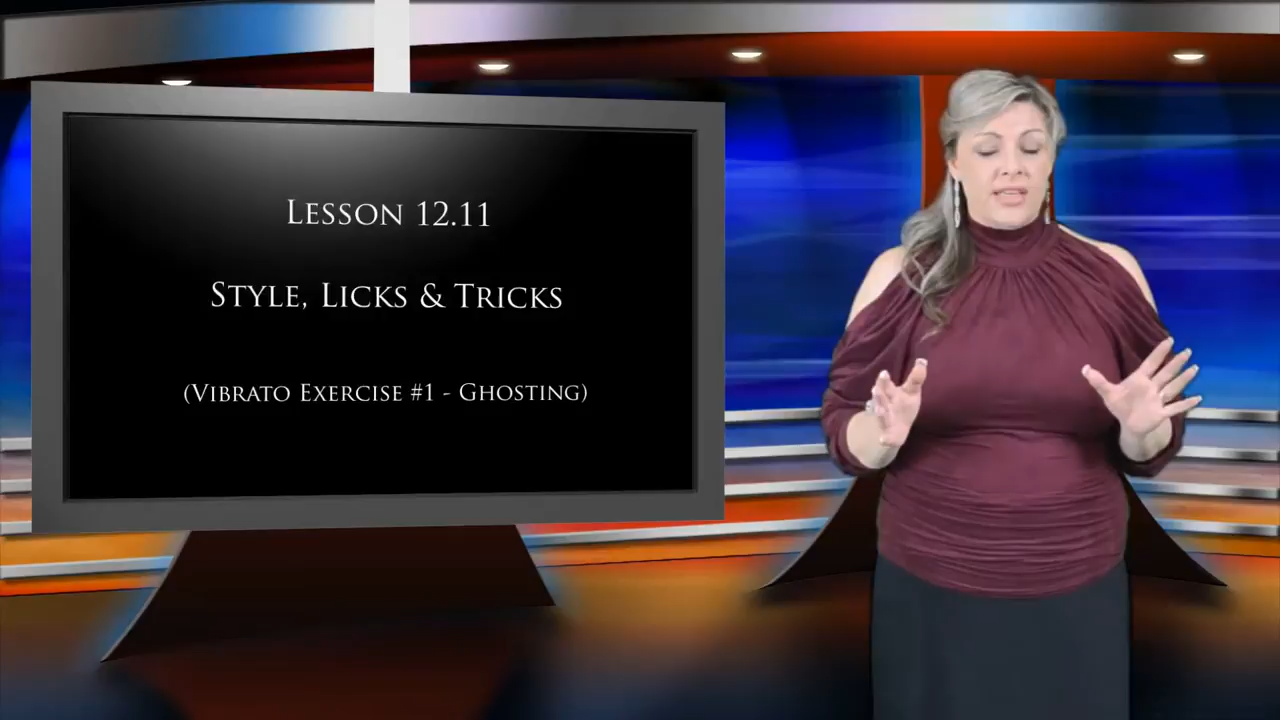 Lesson 12.11
Style, Licks & Tricks
(Vibrato Exercise #1 - Ghosting)